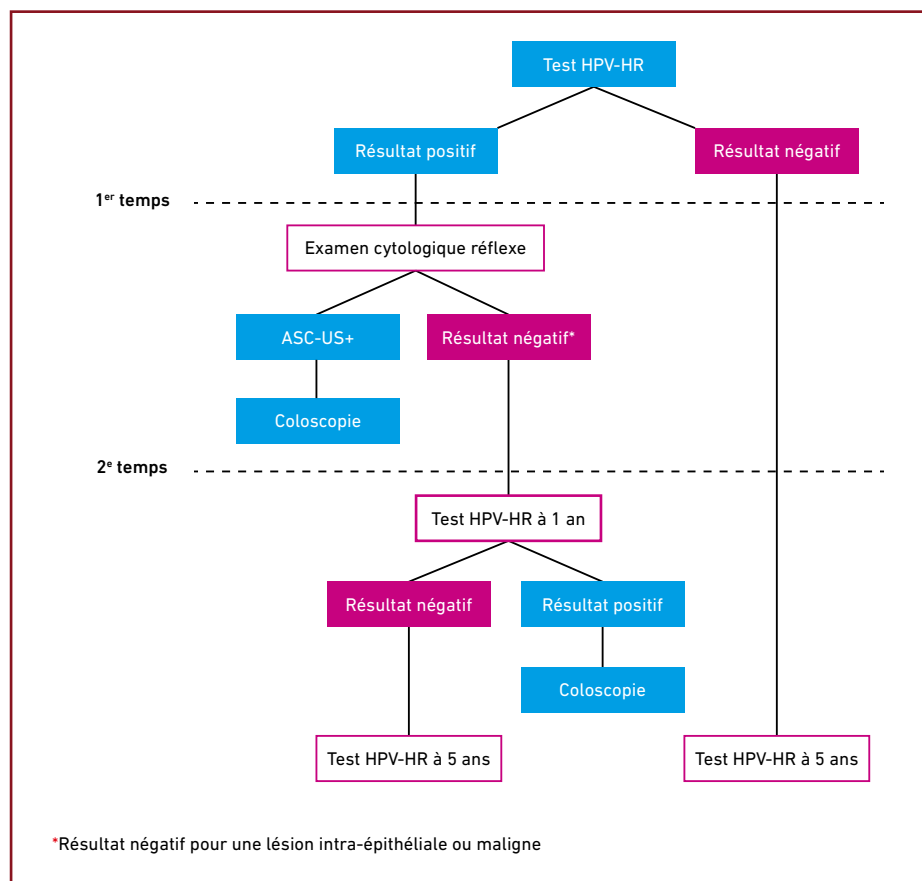 Test HPV-HR
Résultat positif
Résultat négatif
1er temps
Examen cytologique réflexe
ASC-US+
Résultat négatif*
Coloscopie
2e temps
Test HPV-HR à 1 an
Résultat négatif
Résultat positif
Coloscopie
Test HPV-HR à 5 ans
Test HPV-HR à 5 ans
*Résultat négatif pour une lésion intra-épithéliale ou maligne